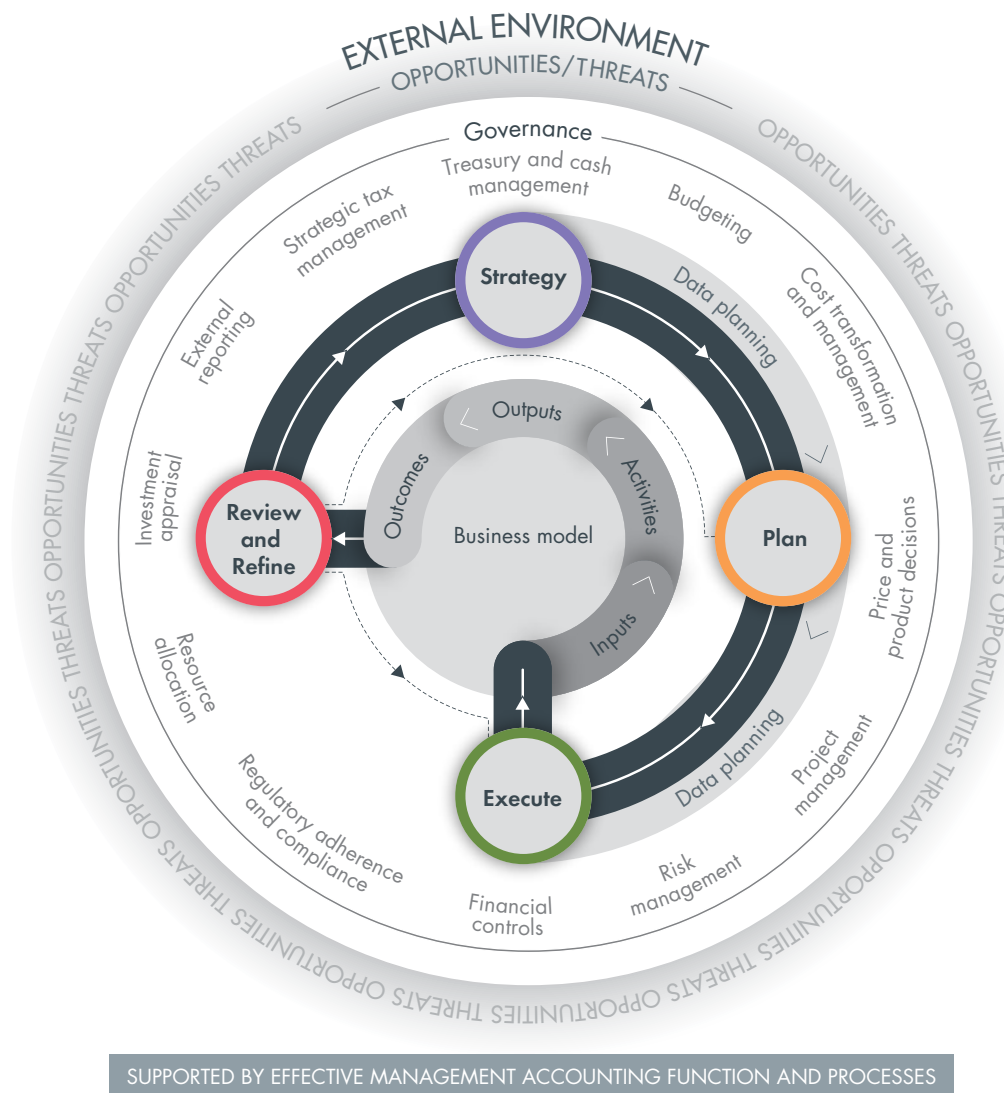 EXTERNAL ENVIRONMENT
OPPORTUNITIES/THREATS
OPPORTUNITIES THREATS OPPORTUNITIES THREATS OPPORTUNITIES THREATS OPPORTUNITIES THREATS OPPORTUNITIES THREATS OPPORTUNITIES THREATS OPPORTUNITIES THREATS OPPORTUNITIES THREATS OPPORTUNITIES THREATS OPPORTUNITIES THREATS
Governance
Treasury and cash
management
Budgeting
Cost transformation
and management
Price and
product decisions
Project
management
Risk
management
Financial
controls
Regulatory adherence
and compliance
Resource
allocation
Investment
appraisal
External
reporting
Strategic tax
management
Strategy
Data planning
Plan
Data planning
Execute
Review
and
Refine
Inputs
Activities
Outputs
Outcomes
Business model
SUPPORTED BY EFFECTIVE MANAGEMENT ACCOUNTING FUNCTION AND PROCESSES